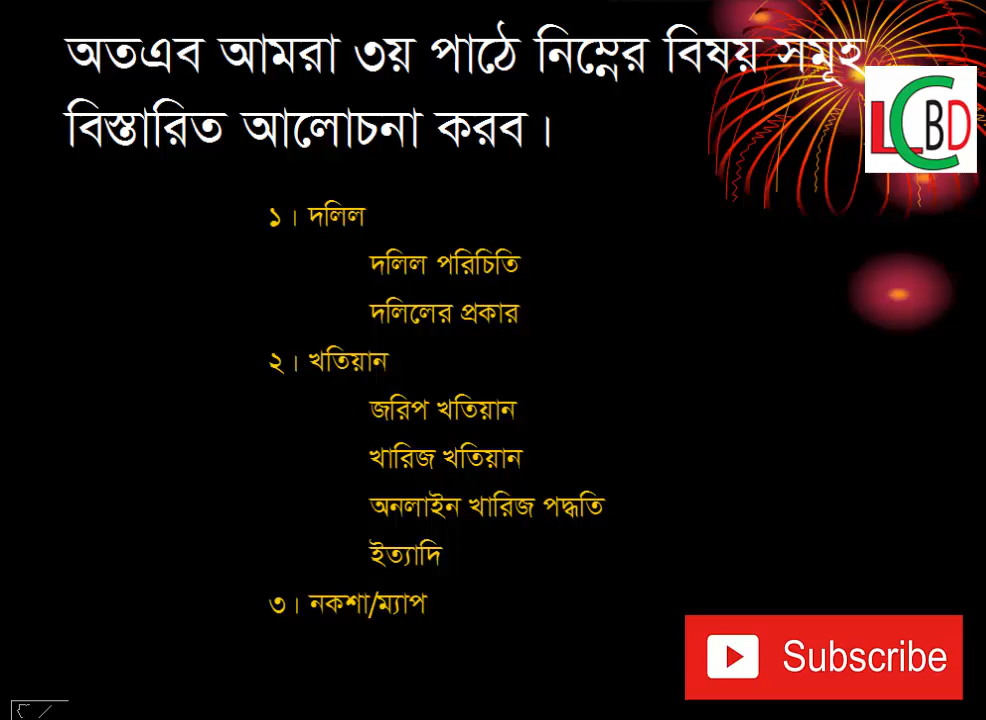 অতএব আমরা ৩য় পাঠে নিম্নের বিষয় সমূহ
বিস্তারিত আলোচনা করব।
LCBD
১। দলিল
দলিল পরিচিতি
দলিলের প্রকার
২। খতিয়ান
জরিপ খতিয়ান
খারিজ খতিয়ান
অনলাইন খারিজ পদ্ধতি
ইত্যাদি
৩। নকশা/ম্যাপ
Subscribe